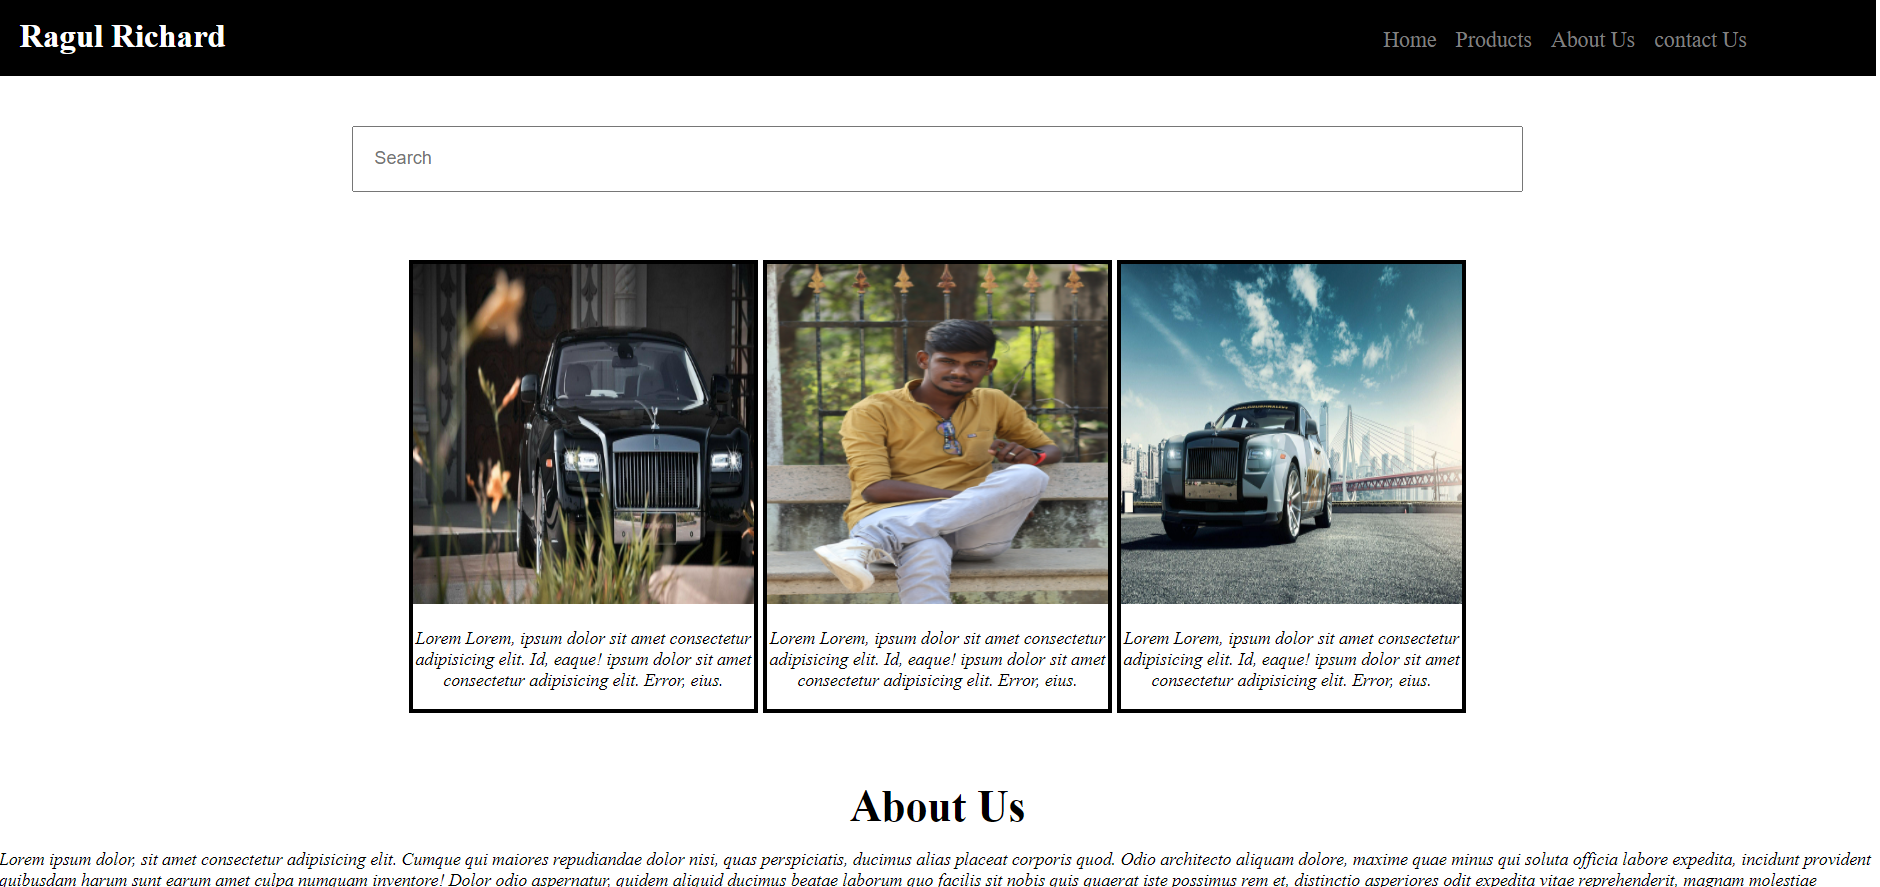 Ragul Richard
Home Products About Us contact Us
Search
Lorem Lorem, ipsum dolor sit amet consectetur
adipisicing elit. Id, eaque! ipsum dolor sit amet
consectetur adipisicing elit. Error, eius.
Lorem Lorem, ipsum dolor sit amet consectetur
adipisicing elit. Id, eaque! ipsum dolor sit amet
consectetur adipisicing elit. Error, eius.
Lorem Lorem, ipsum dolor sit amet consectetur
adipisicing elit. Id, eaque! ipsum dolor sit amet
consectetur adipisicing elit. Error, eius.
About Us
Lorem ipsum dolor, sit amet consectetur adipisicing elit. Cumque qui maiores repudiandae dolor nisi, quas perspiciatis, ducimus alias placeat corporis quod. Odio architecto aliquam dolore, maxime quae minus qui soluta officia labore expedita, incidunt provident
quibusdam harum sunt earum amet culpa numquam inventore! Dolor odio aspernatur, quidem aliquid ducimus beatae laborum quo facilis sit nobis quis quaerat iste possimus rem et, distinctio asperiores odit expedita vitae reprehenderit, magnam molestiae